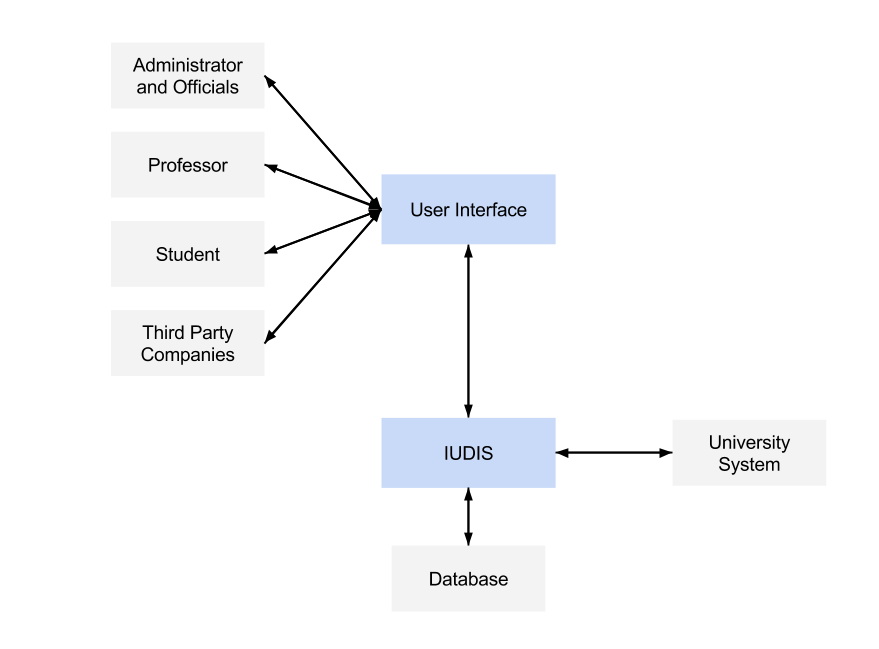 Administrator
and Officials
Professor
User Interface
Student
Third Party
Companies
IUDIS
University
System
Database